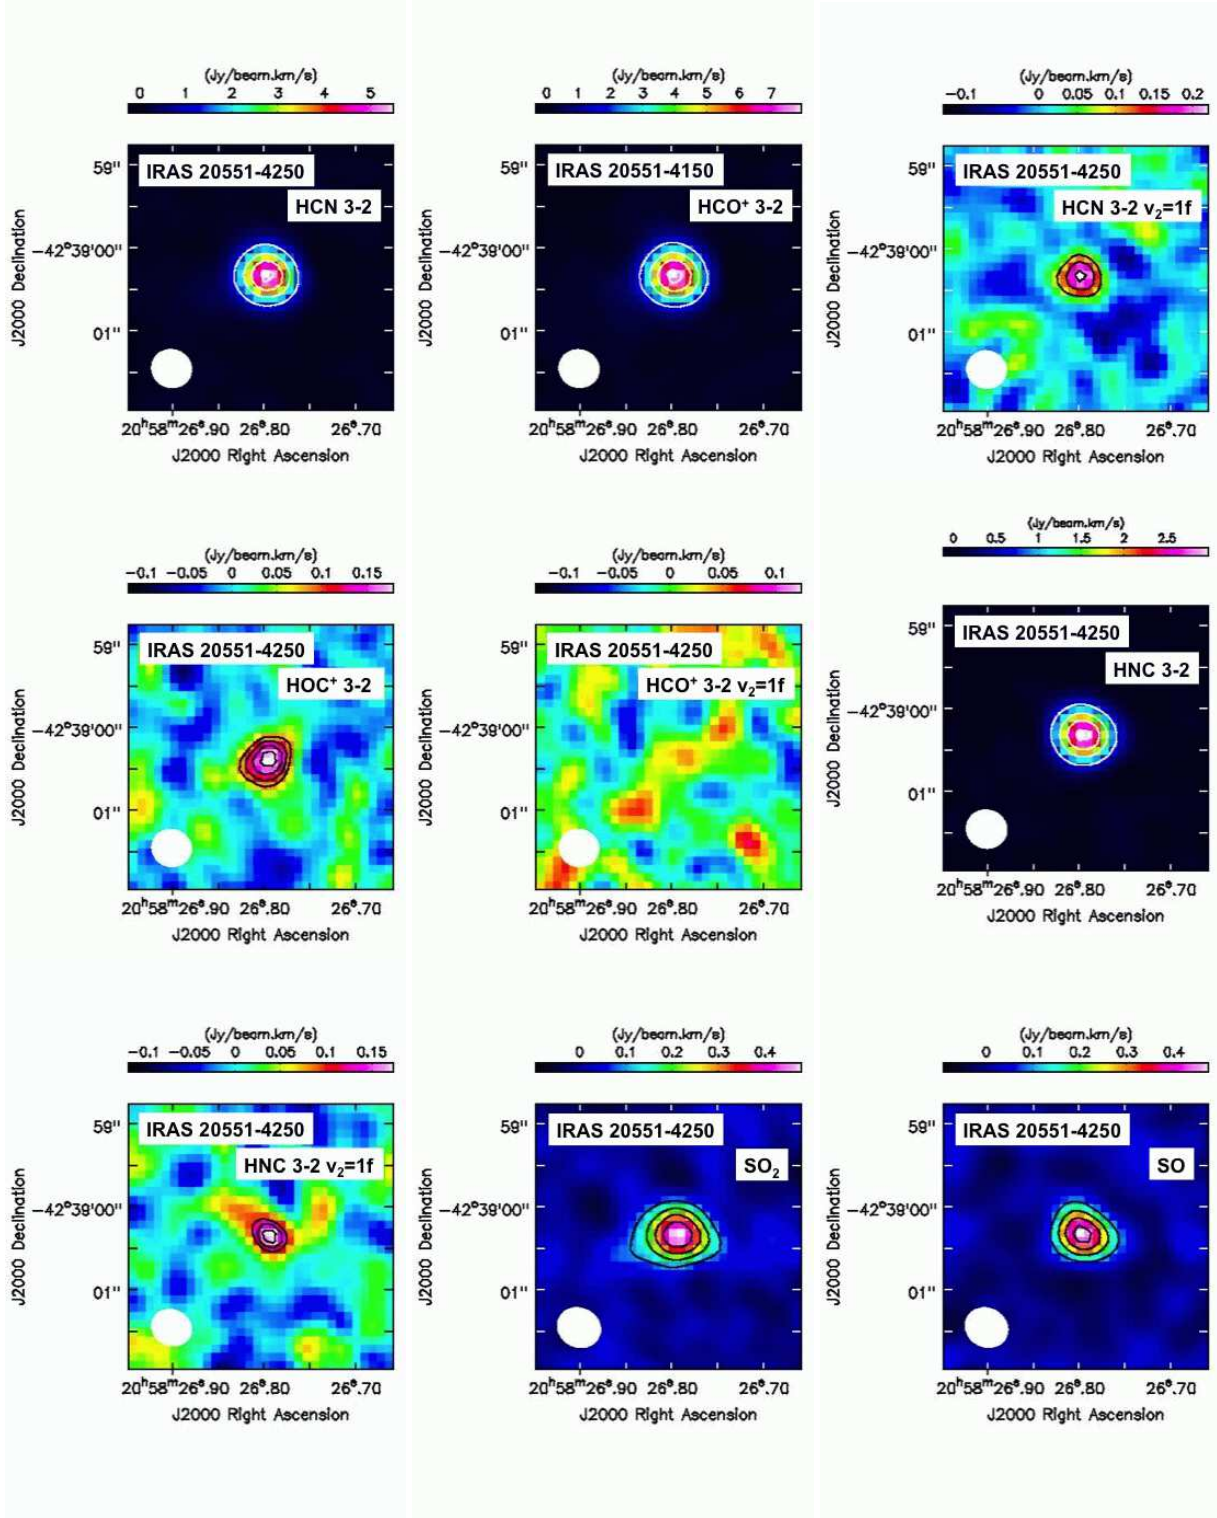 (Jy/beam.km/s)
0 1 2 3 4 5
59"
IRAS 20551-4250
HCN 3-2
−42°39'00"
01"
J2000 Declination
20ʰ58ᵐ26ˢ.90 26ˢ.80 26ˢ.70
J2000 Right Ascension
(Jy/beam.km/s)
0 1 2 3 4 5 6 7
59"
IRAS 20551-4150
HCO⁺ 3-2
−42°39'00"
01"
J2000 Declination
20ʰ58ᵐ26ˢ.90 26ˢ.80 26ˢ.70
J2000 Right Ascension
(Jy/beam.km/s)
−0.1 0 0.05 0.1 0.15 0.2
59"
IRAS 20551-4250
HCN 3-2 v₂=1f
−42°39'00"
01"
J2000 Declination
20ʰ58ᵐ26ˢ.90 26ˢ.80 26ˢ.70
J2000 Right Ascension
(Jy/beam.km/s)
−0.1 −0.05 0 0.05 0.1 0.15
59"
IRAS 20551-4250
HOC⁺ 3-2
−42°39'00"
01"
J2000 Declination
20ʰ58ᵐ26ˢ.90 26ˢ.80 26ˢ.70
J2000 Right Ascension
(Jy/beam.km/s)
−0.1 −0.05 0 0.05 0.1
59"
IRAS 20551-4250
HCO⁺ 3-2 v₂=1f
−42°39'00"
01"
J2000 Declination
20ʰ58ᵐ26ˢ.90 26ˢ.80 26ˢ.70
J2000 Right Ascension
(Jy/beam.km/s)
0 0.5 1 1.5 2 2.5
59"
IRAS 20551-4250
HNC 3-2
−42°39'00"
01"
J2000 Declination
20ʰ58ᵐ26ˢ.90 26ˢ.80 26ˢ.70
J2000 Right Ascension
(Jy/beam.km/s)
−0.1 −0.05 0 0.05 0.1 0.15
59"
IRAS 20551-4250
HNC 3-2 v₂=1f
−42°39'00"
01"
J2000 Declination
20ʰ58ᵐ26ˢ.90 26ˢ.80 26ˢ.70
J2000 Right Ascension
(Jy/beam.km/s)
0 0.1 0.2 0.3 0.4
59"
IRAS 20551-4250
SO₂
−42°39'00"
01"
J2000 Declination
20ʰ58ᵐ26ˢ.90 26ˢ.80 26ˢ.70
J2000 Right Ascension
(Jy/beam.km/s)
0 0.1 0.2 0.3 0.4
59"
IRAS 20551-4250
SO
−42°39'00"
01"
J2000 Declination
20ʰ58ᵐ26ˢ.90 26ˢ.80 26ˢ.70
J2000 Right Ascension